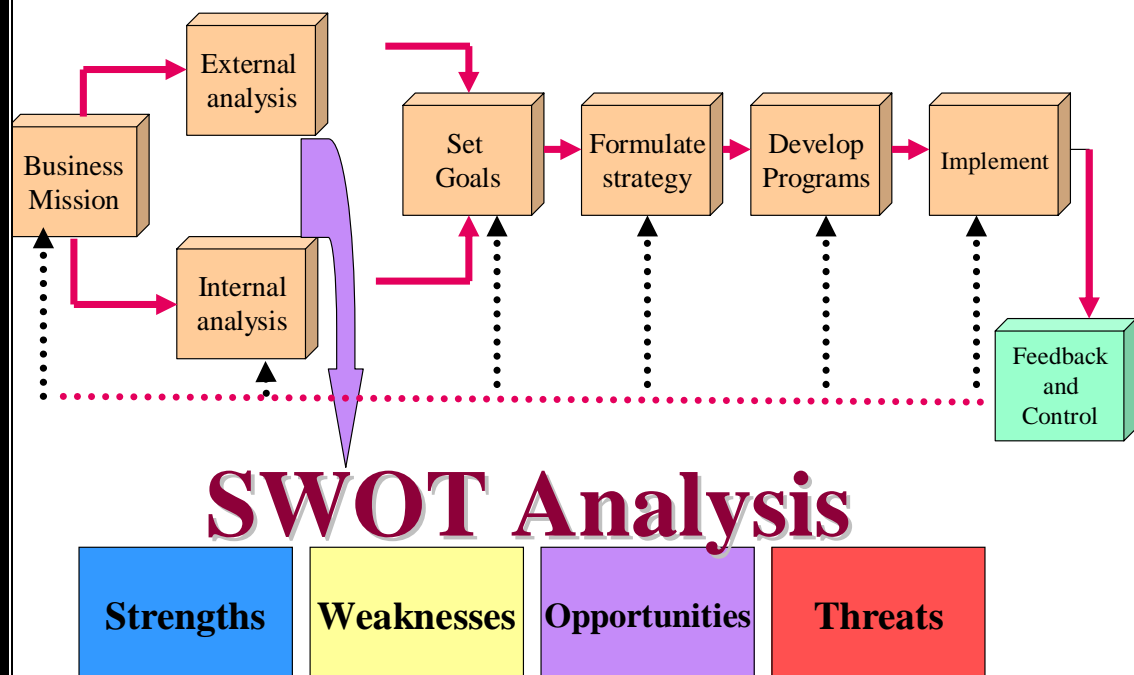 External
analysis
Business
Mission
Internal
analysis
Set
Goals
Formulate
strategy
Develop
Programs
Implement
Feedback
and
Control
SWOT Analysis
Strengths
Weaknesses
Opportunities
Threats